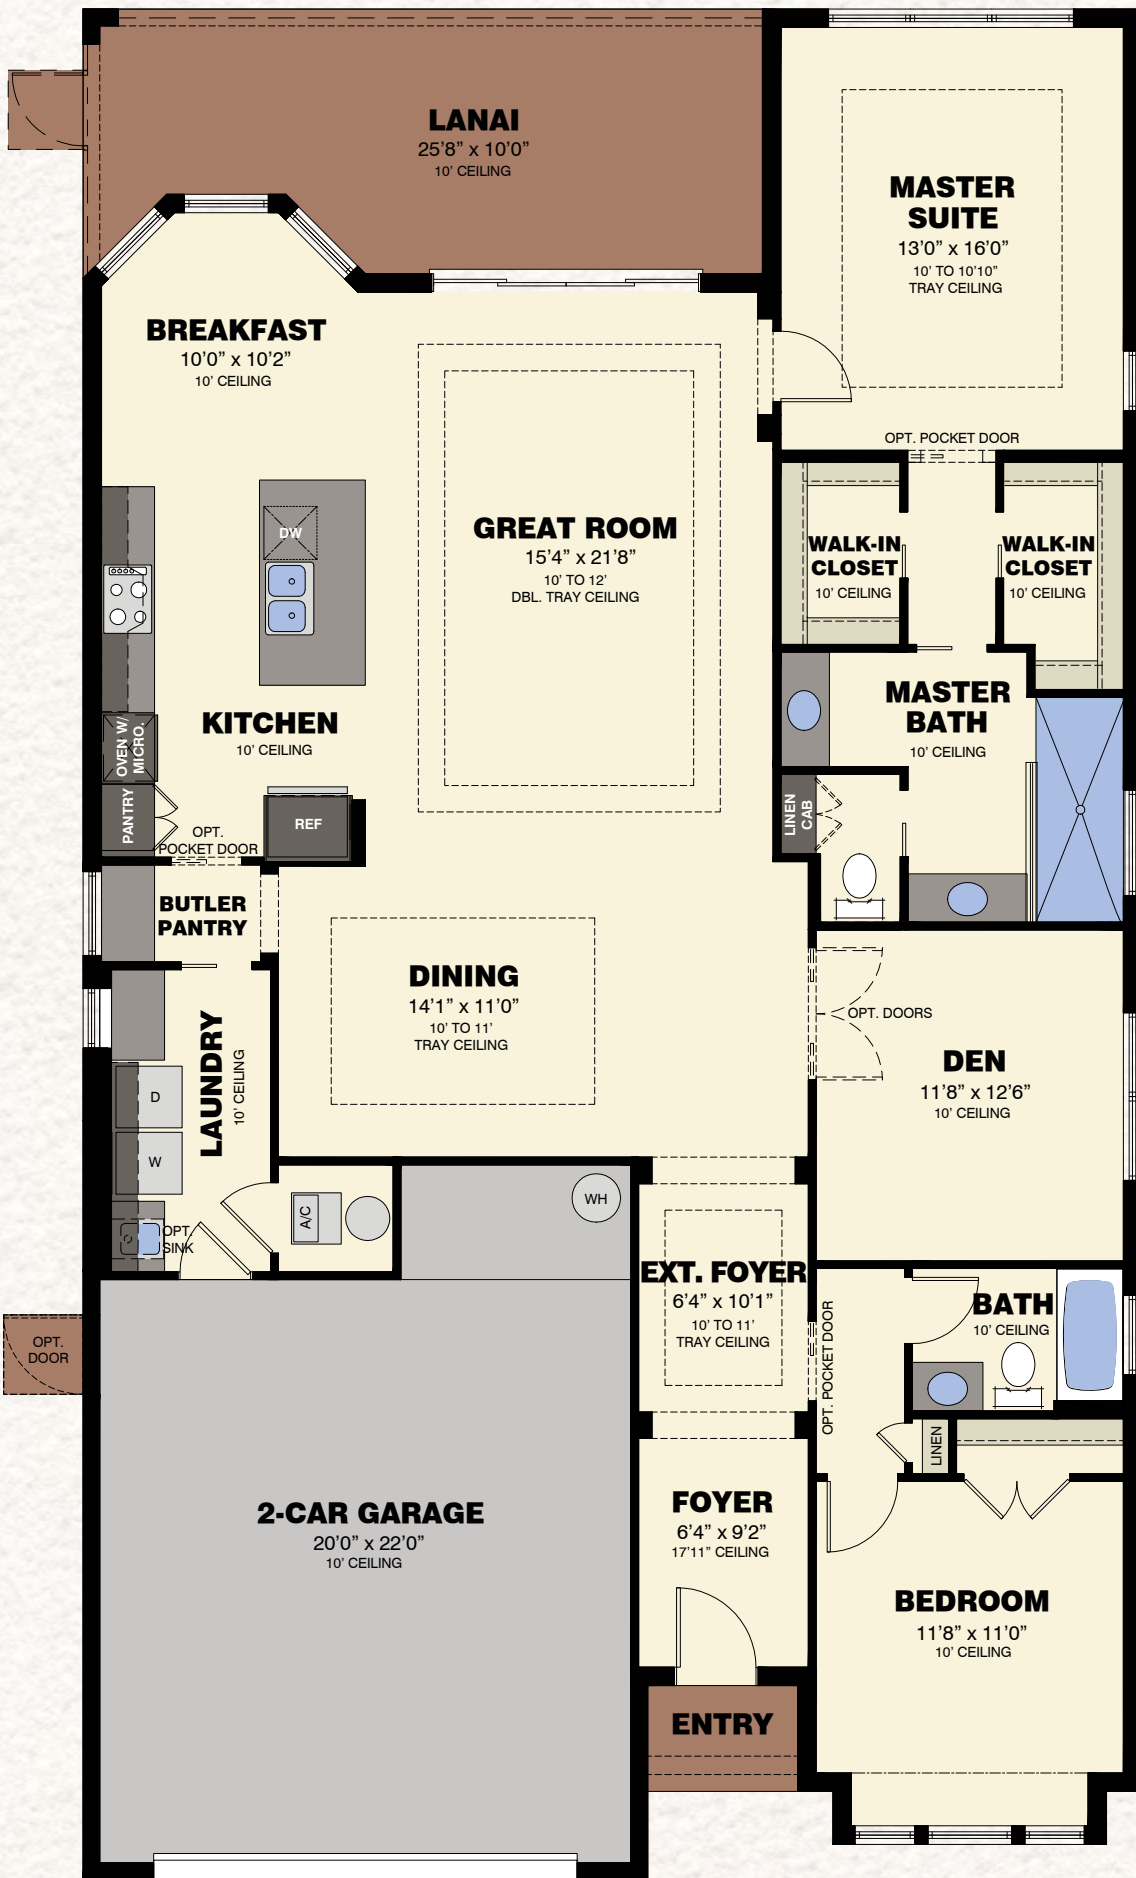 LANAI
25’8” x 10’0”
10’ CEILING
MASTER
SUITE
13’0” x 16’0”
10’ TO 10’10”
TRAY CEILING
BREAKFAST
10’0” x 10’2”
10’ CEILING
OPT. POCKET DOOR
GREAT ROOM
15’4” x 21’8”
10’ TO 12’
DBL. TRAY CEILING
DW
WALK-IN
CLOSET
10’ CEILING
WALK-IN
CLOSET
10’ CEILING
KITCHEN
10’ CEILING
OVEN W/
MICRO.
PANTRY
REF
OPT.
POCKET DOOR
MASTER
BATH
10’ CEILING
LINEN
CAB
BUTLER
PANTRY
DINING
14’1” x 11’0”
10’ TO 11’
TRAY CEILING
OPT. DOORS
DEN
11’8” x 12’6”
10’ CEILING
LAUNDRY
10’ CEILING
D
W
OPT.
SINK
A/C
WH
EXT. FOYER
6’4” x 10’1”
10’ TO 11’
TRAY CEILING
OPT. POCKET DOOR
BATH
10’ CEILING
LINEN
OPT.
DOOR
2-CAR GARAGE
20’0” x 22’0”
10’ CEILING
FOYER
6’4” x 9’2”
17’11” CEILING
BEDROOM
11’8” x 11’0”
10’ CEILING
ENTRY